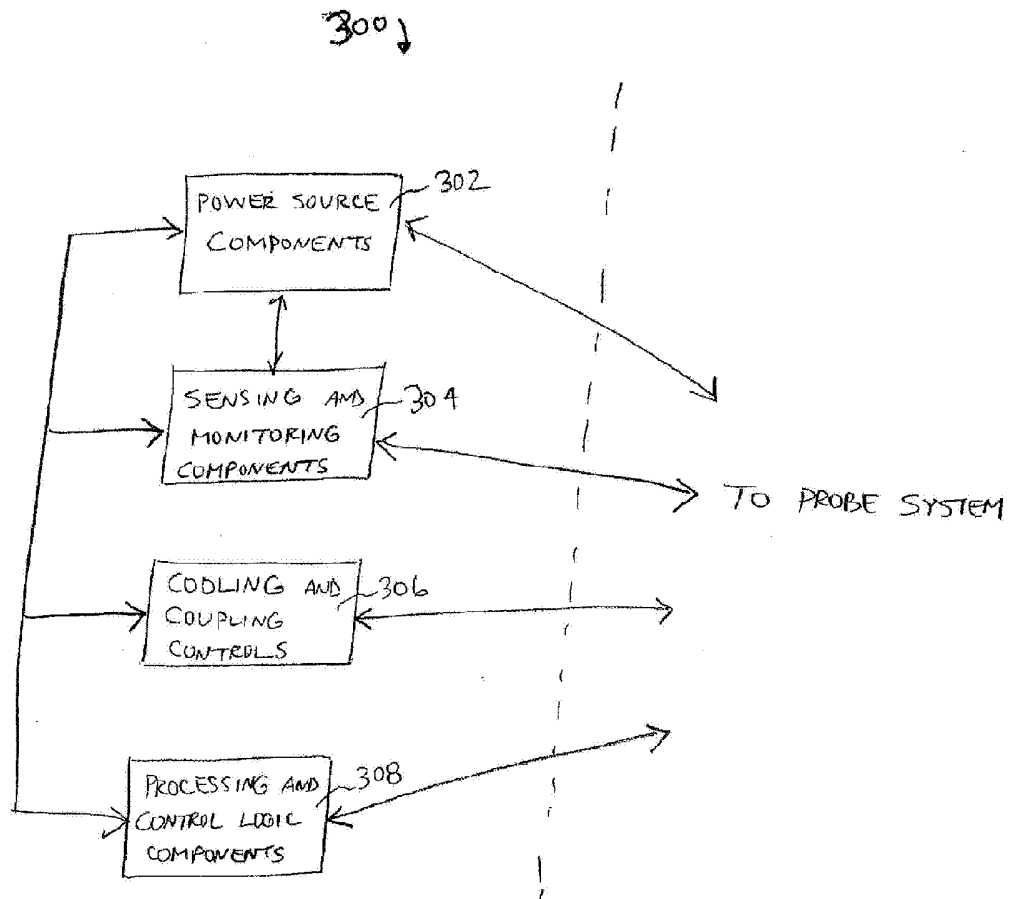 300
302
POWER SOURCE
COMPONENTS
SENSING AND
304
MONITORING
COMPONENTS
TO PROBE SYSTEM
COOLING AND
306
COUPLING
CONTROLS
PROCESSING AND
308
CONTROL LOGIC
COMPONENTS